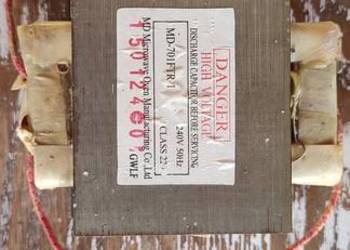 DANGER
HIGH VOLTAGE
DISCHARGE CAPACITOR BEFORE SERVICING
240V 50Hz
MD-701FTR-1
CLASS 22
150124
MD Microwave Oven Manufacturing Co.,Ltd
GWLF